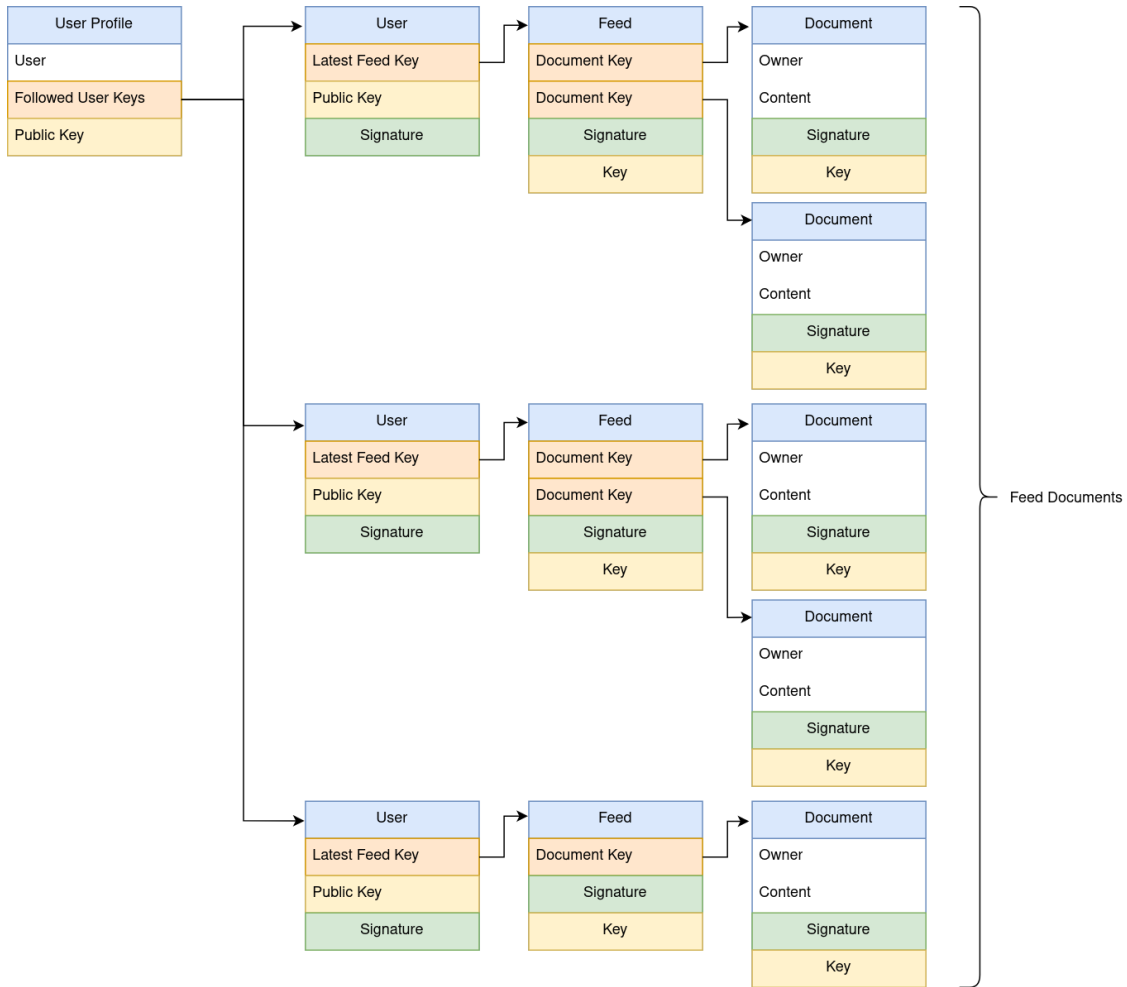 User Profile
User
Followed User Keys
Public Key
User
Latest Feed Key
Public Key
Signature
Feed
Document Key
Document Key
Signature
Key
Document
Owner
Content
Signature
Key
Document
Owner
Content
Signature
Key
User
Latest Feed Key
Public Key
Signature
Feed
Document Key
Document Key
Signature
Key
Document
Owner
Content
Signature
Key
Document
Owner
Content
Signature
Key
User
Latest Feed Key
Public Key
Signature
Feed
Document Key
Signature
Key
Document
Owner
Content
Signature
Key
Feed Documents